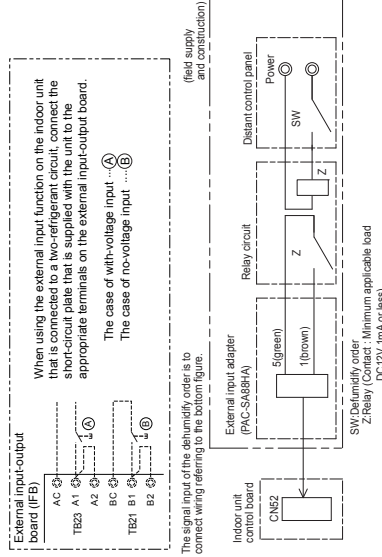 External input-output
board (IFB)
AC
A1
A2
TB23
A
BC
B1
B2
TB21
B
When using the external input function on the indoor unit
that is connected to a two-refrigerant circuit, connect the
short-circuit plate that is supplied with the unit to the
appropriate terminals on the external input-output board.
The case of with-voltage input ···A
The case of no-voltage input ····B
The signal input of the dehumidify order is to
connect wiring referring to the bottom figure.
(field supply
and construction)
Indoor unit
control board
CN52
External input adapter
(PAC-SA88HA)
5(green)
1(brown)
Relay circuit
Z
Z
Distant control panel
Power
SW
SW:Defumidify order
Z:Relay (Contact : Minimum applicable load
DC12V, 1mA or less)